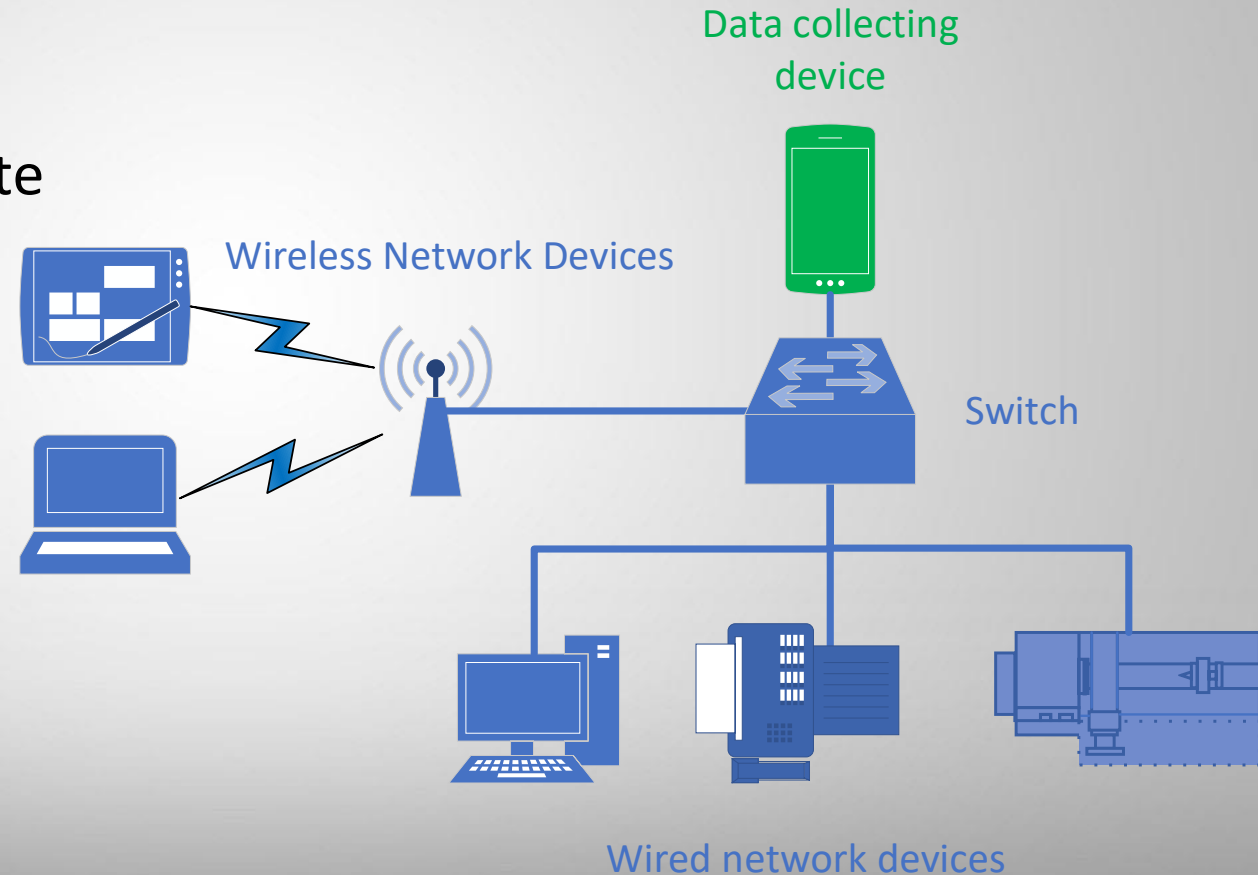 Data collecting
device
te
Wireless Network Devices
Switch
Wired network devices